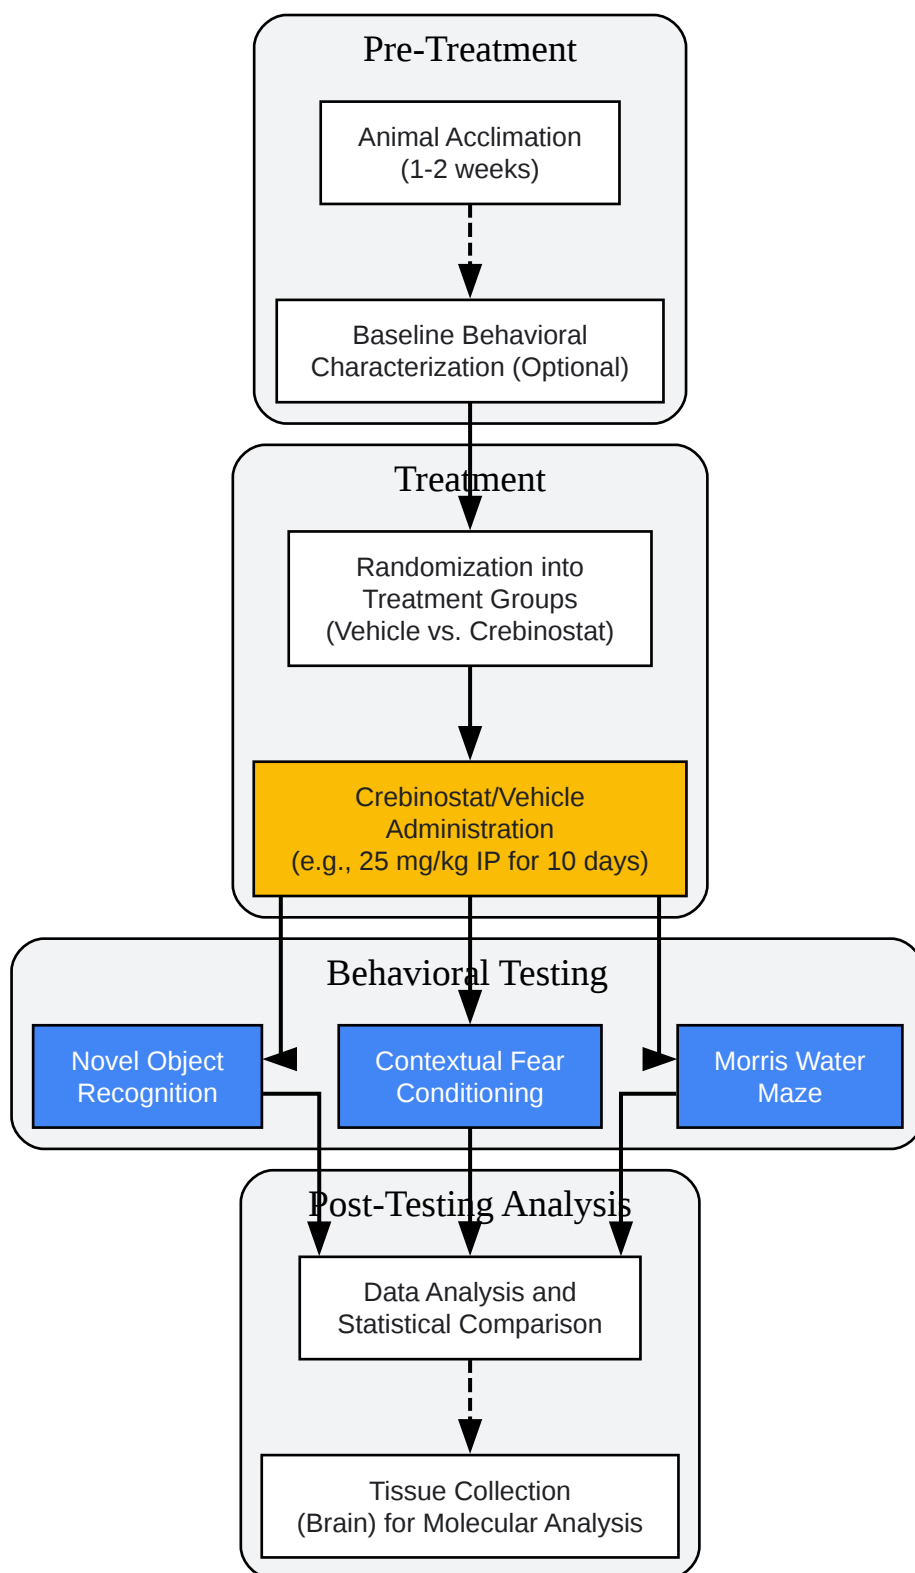 Pre-Treatment
Animal Acclimation
(1-2 weeks)
Baseline Behavioral
Characterization (Optional)
Treatment
Randomization into
Treatment Groups
(Vehicle vs. Crebinostat)
Crebinostat/Vehicle
Administration
(e.g., 25 mg/kg IP for 10 days)
Behavioral Testing
Novel Object
Recognition
Contextual Fear
Conditioning
Morris Water
Maze
Post-Testing Analysis
Data Analysis and
Statistical Comparison
Tissue Collection
(Brain) for Molecular Analysis